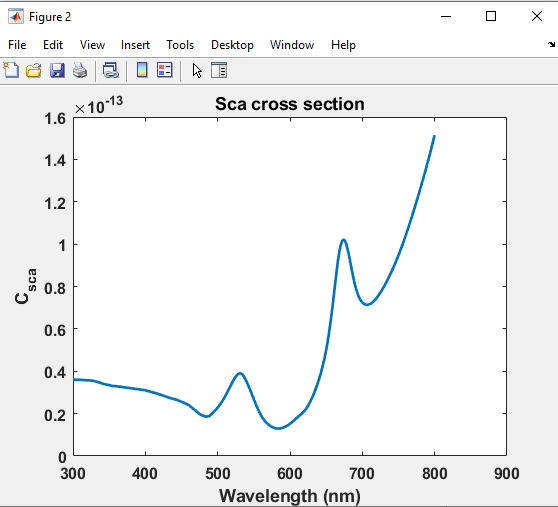 Figure 2
File Edit View Insert Tools Desktop Window Help
×10-13
Sca cross section
1.6
1.4
1.2
1
0.8
0.6
0.4
0.2
0
Csca
300 400 500 600 700 800 900
Wavelength (nm)